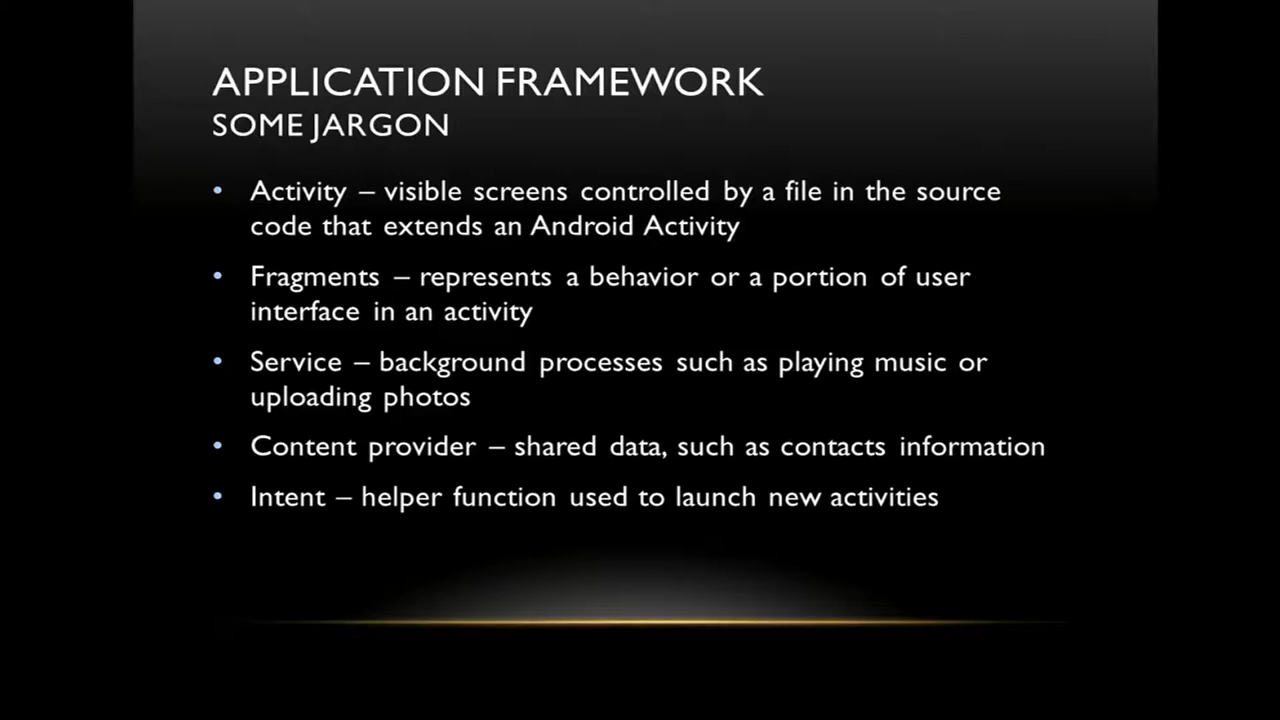 APPLICATION FRAMEWORK
SOME JARGON
• Activity – visible screens controlled by a file in the source
code that extends an Android Activity
• Fragments – represents a behavior or a portion of user
interface in an activity
• Service – background processes such as playing music or
uploading photos
• Content provider – shared data, such as contacts information
• Intent – helper function used to launch new activities